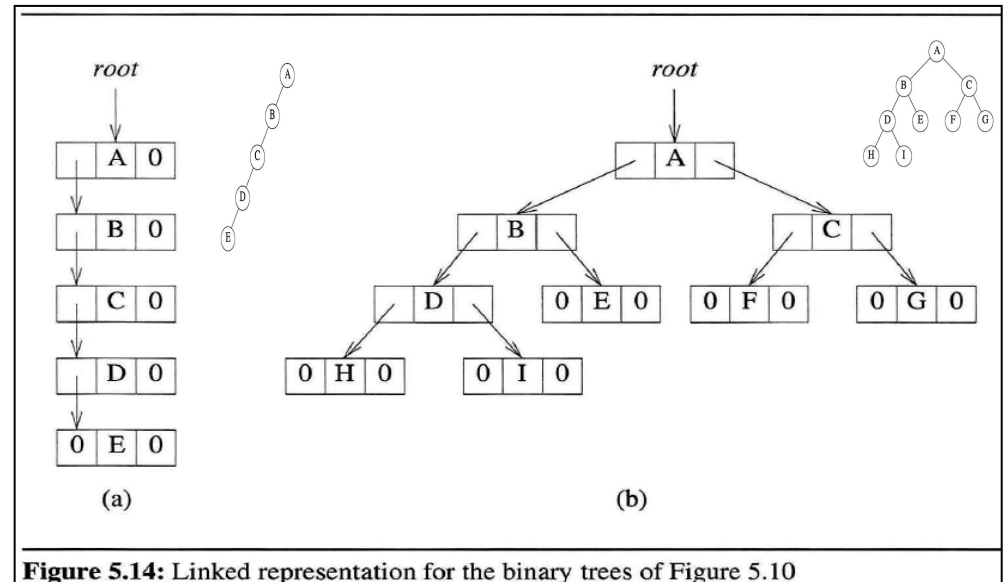 root
A 0
B 0
C 0
D 0
0 E 0
(a)
A
B
C
D
E
root
A
B C
D 0 E 0 0 F 0 0 G 0
0 H 0 0 I 0
(b)
A
B C
D E F G
H I
Figure 5.14: Linked representation for the binary trees of Figure 5.10